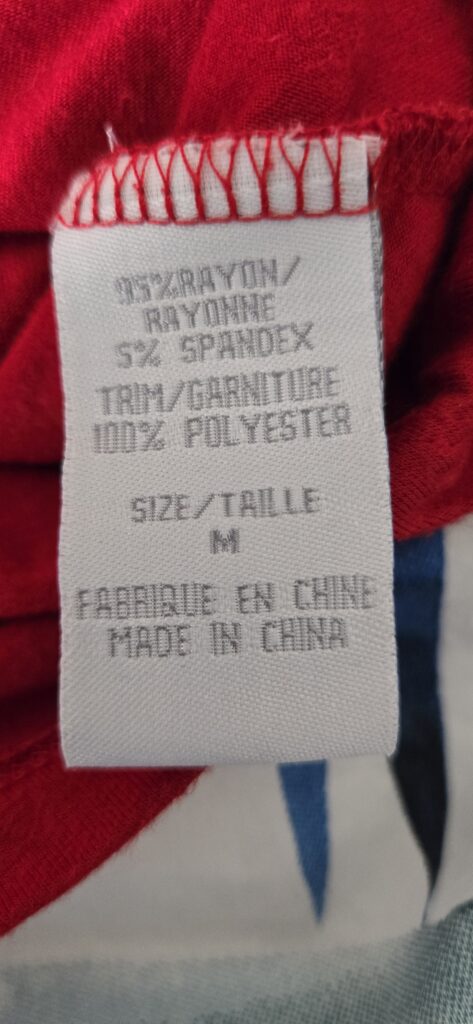 95%RAYON/
RAYONNE
5% SPANDEX
TRIM/GARNITURE
100% POLYESTER
SIZE/TAILLE
M
FABRIQUE EN CHINE
MADE IN CHINA